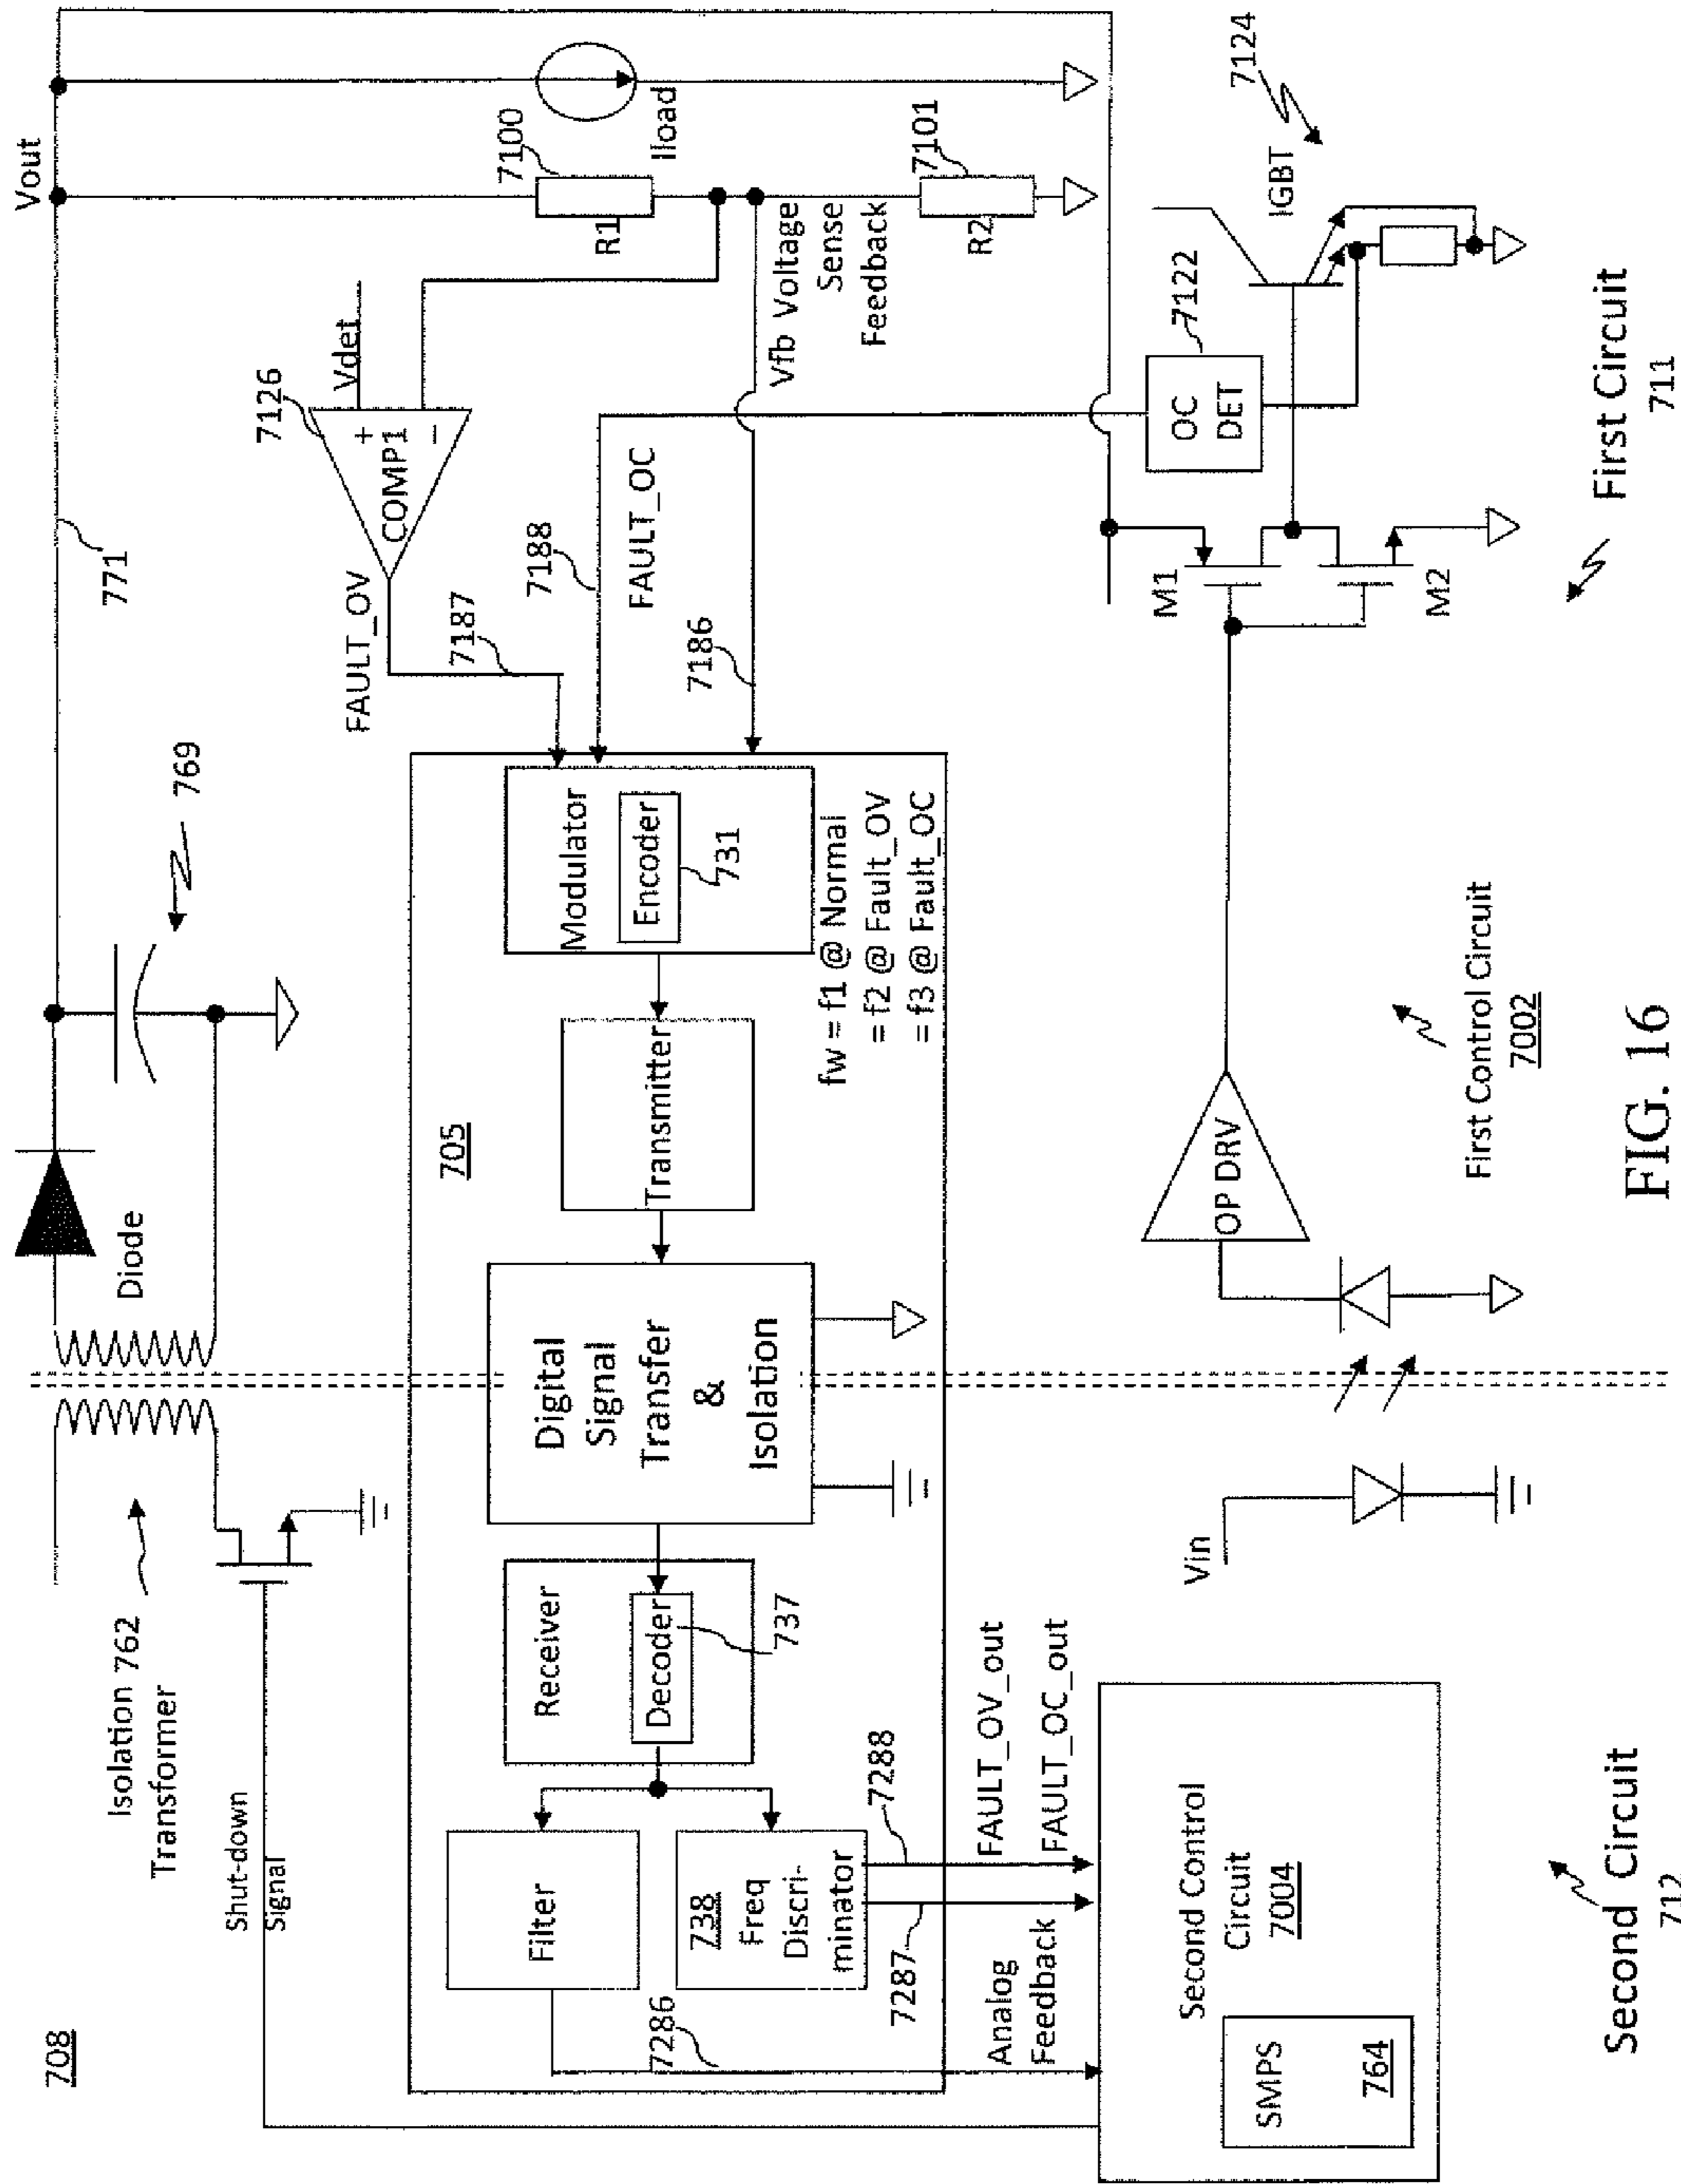 708
Isolation 762
Transformer
Shut-down
Signal
Diode
769
771
Vout
705
Filter
738 Freq
Discri-
minator
Receiver
Decoder
737
Digital
Signal
Transfer
&
Isolation
Transmitter
Modulator
Encoder
731
fw = f1 @ Normal
= f2 @ Fault_OV
= f3 @ Fault_OC
FAULT_OV
7187
COMP1
+
−
7126
Vdet
R1
7100
Iload
7188
FAULT_OC
7186
Vfb Voltage
Sense
Feedback
R2
7101
7286
Analog
Feedback
7287
7288
FAULT_OV_out
FAULT_OC_out
Second Control
Circuit
7004
SMPS
764
Vin
OP DRV
M1
M2
OC
DET
7122
IGBT
7124
First Control Circuit
7002
First Circuit
711
Second Circuit
712
FIG. 16